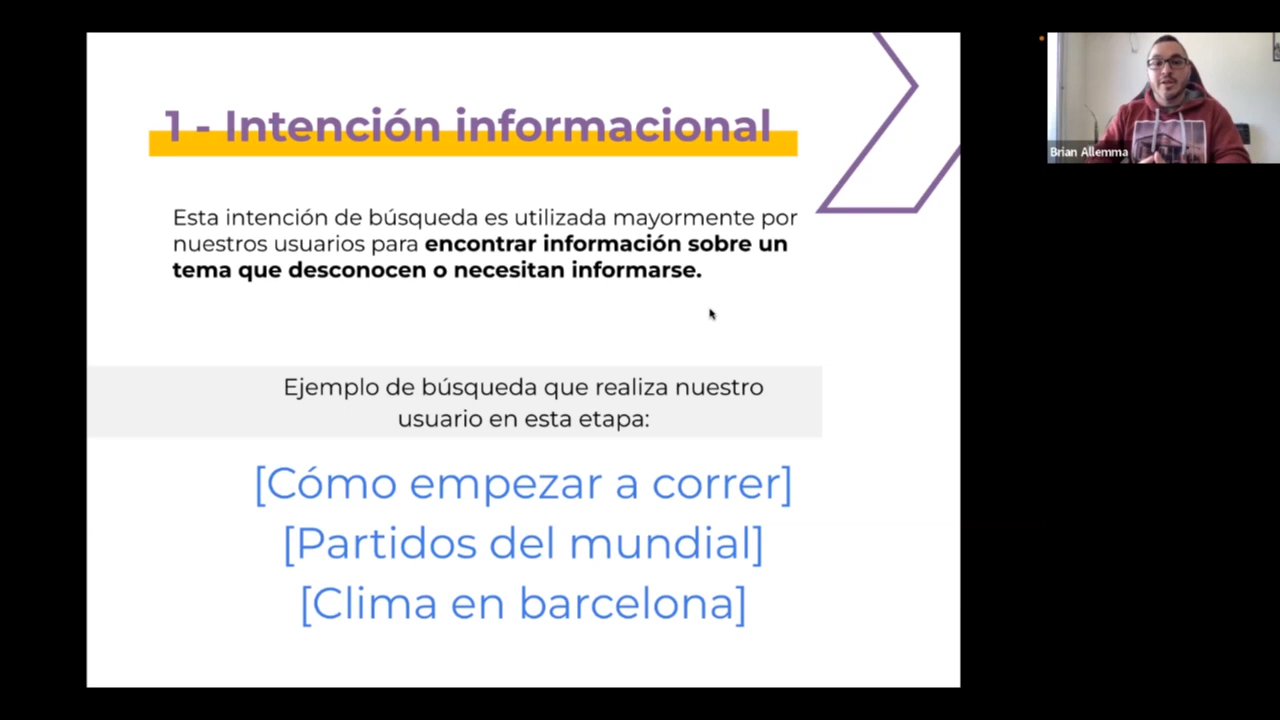 1 - Intención informacional
Esta intención de búsqueda es utilizada mayormente por
nuestros usuarios para encontrar información sobre un
tema que desconocen o necesitan informarse.
Ejemplo de búsqueda que realiza nuestro
usuario en esta etapa:
[Cómo empezar a correr]
[Partidos del mundial]
[Clima en barcelona]
Brian Allemma